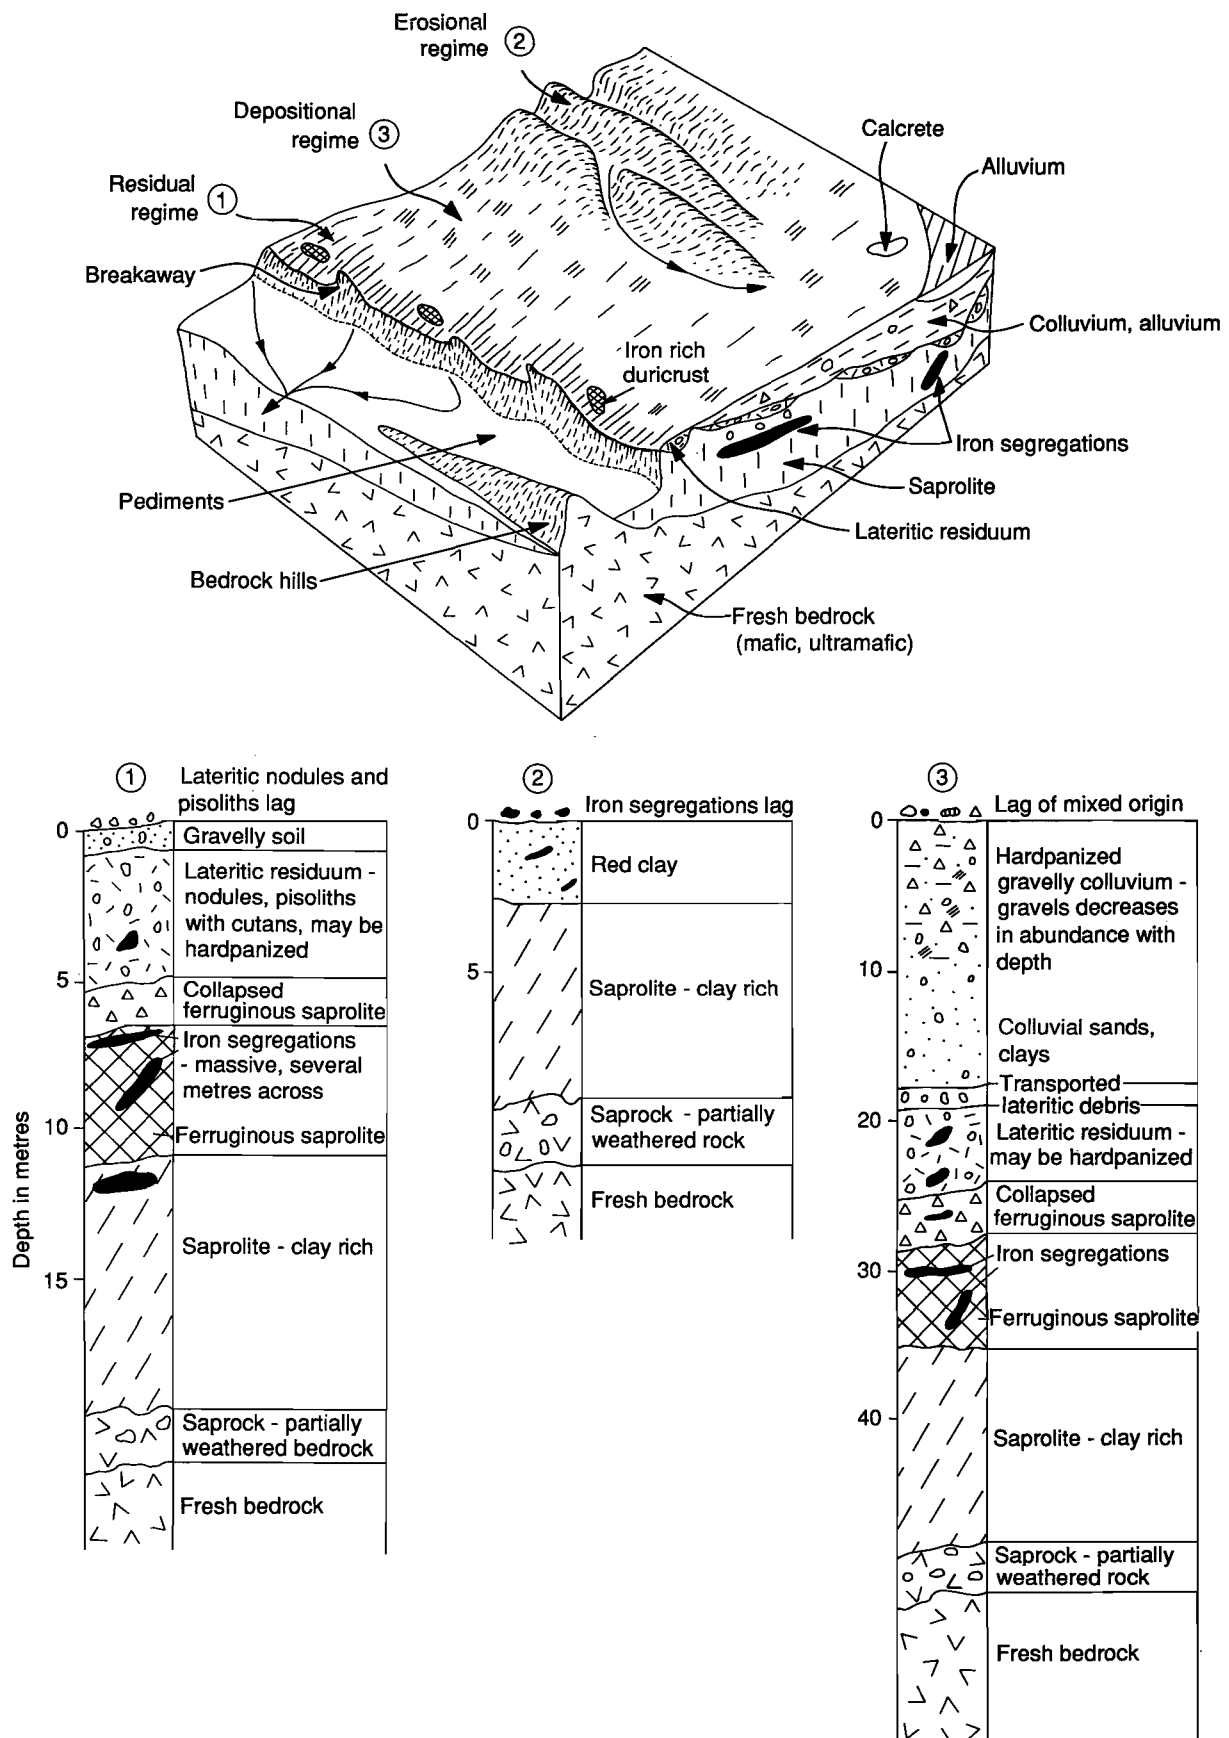 Erosional
regime ②
Depositional
regime ③
Residual
regime ①
Breakaway
Calcrete
Alluvium
Colluvium, alluvium
Iron rich
duricrust
Iron segregations
Saprolite
Lateritic residuum
Pediments
Bedrock hills
Fresh bedrock
(mafic, ultramafic)
Depth in metres
①
Lateritic nodules and
pisoliths lag
0
Gravelly soil
Lateritic residuum -
nodules, pisoliths
with cutans, may be
hardpanized
5
Collapsed
ferruginous saprolite
Iron segregations
- massive, several
metres across
10
Ferruginous saprolite
Saprolite - clay rich
15
Saprock - partially
weathered bedrock
Fresh bedrock
②
Iron segregations lag
0
Red clay
5
Saprolite - clay rich
Saprock - partially
weathered rock
Fresh bedrock
③
Lag of mixed origin
0
Hardpanized
gravelly colluvium -
gravels decreases
in abundance with
depth
10
Colluvial sands,
clays
Transported
lateritic debris
20
Lateritic residuum -
may be hardpanized
Collapsed
ferruginous saprolite
Iron segregations
30
Ferruginous saprolite
40
Saprolite - clay rich
Saprock - partially
weathered rock
Fresh bedrock